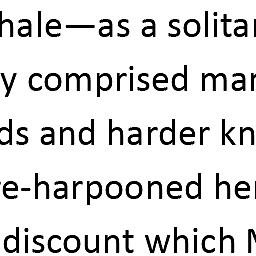 hale—as a solitar
y comprised mar
ds and harder kn
e-harpooned her
discount which